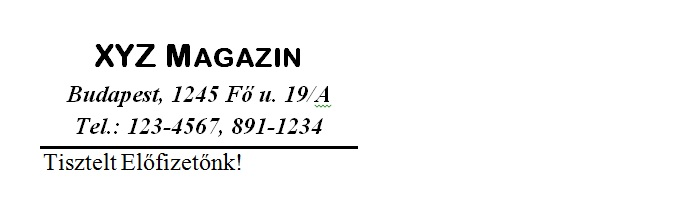 XYZ MAGAZIN
Budapest, 1245 Fő u. 19/A
Tel.: 123-4567, 891-1234
Tisztelt Előfizetőnk!